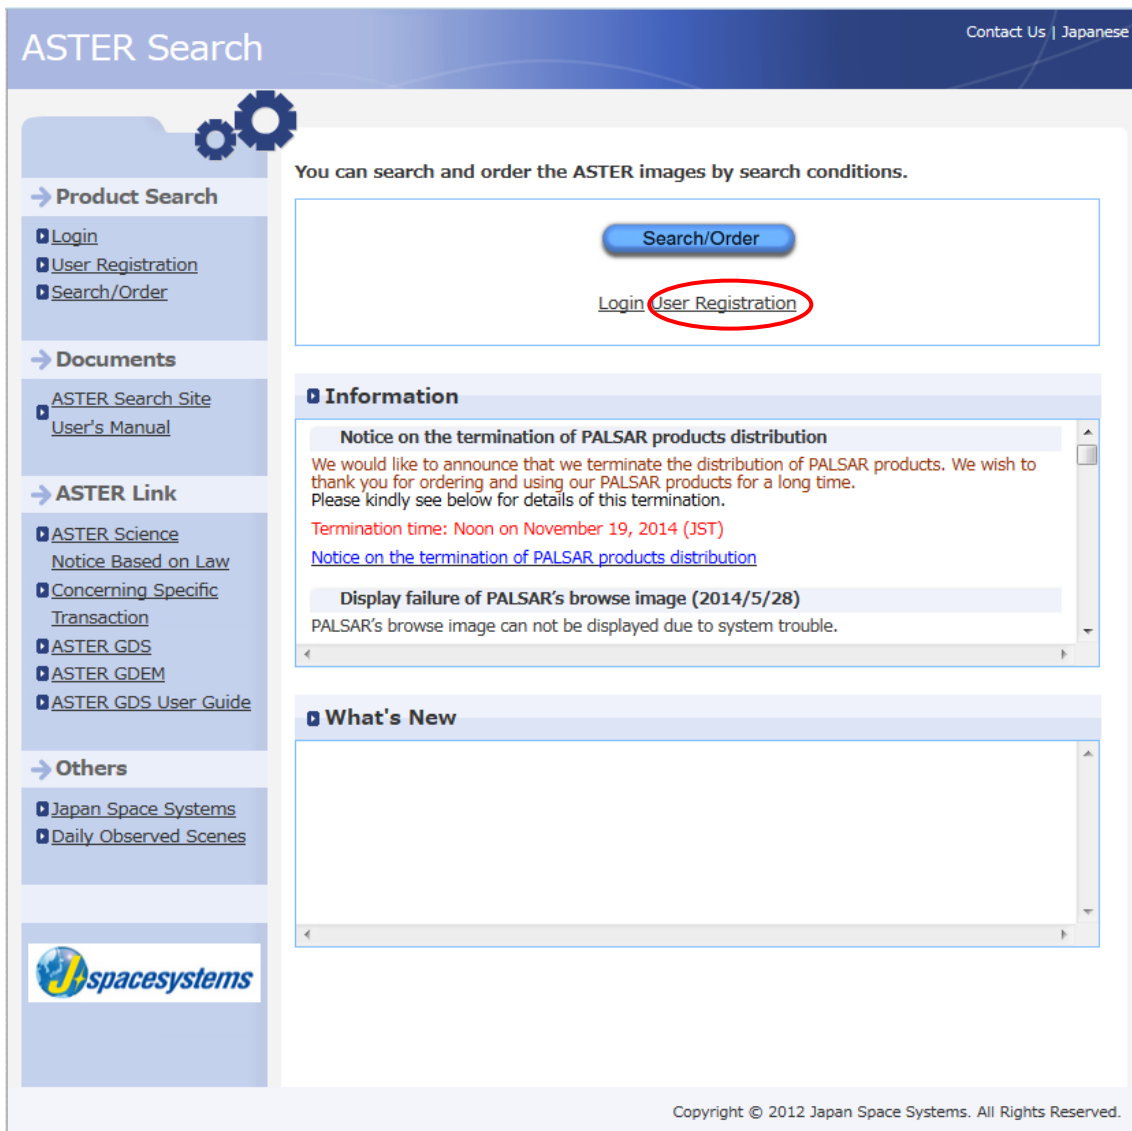 ASTER Search
Contact Us | Japanese
Product Search
Login
User Registration
Search/Order
Documents
ASTER Search Site
User's Manual
ASTER Link
ASTER Science
Notice Based on Law
Concerning Specific
Transaction
ASTER GDS
ASTER GDEM
ASTER GDS User Guide
Others
Japan Space Systems
Daily Observed Scenes
J spacesystems
You can search and order the ASTER images by search conditions.
Search/Order
Login User Registration
Information
Notice on the termination of PALSAR products distribution
We would like to announce that we terminate the distribution of PALSAR products. We wish to
thank you for ordering and using our PALSAR products for a long time.
Please kindly see below for details of this termination.
Termination time: Noon on November 19, 2014 (JST)
Notice on the termination of PALSAR products distribution
Display failure of PALSAR's browse image (2014/5/28)
PALSAR's browse image can not be displayed due to system trouble.
What's New
Copyright © 2012 Japan Space Systems. All Rights Reserved.